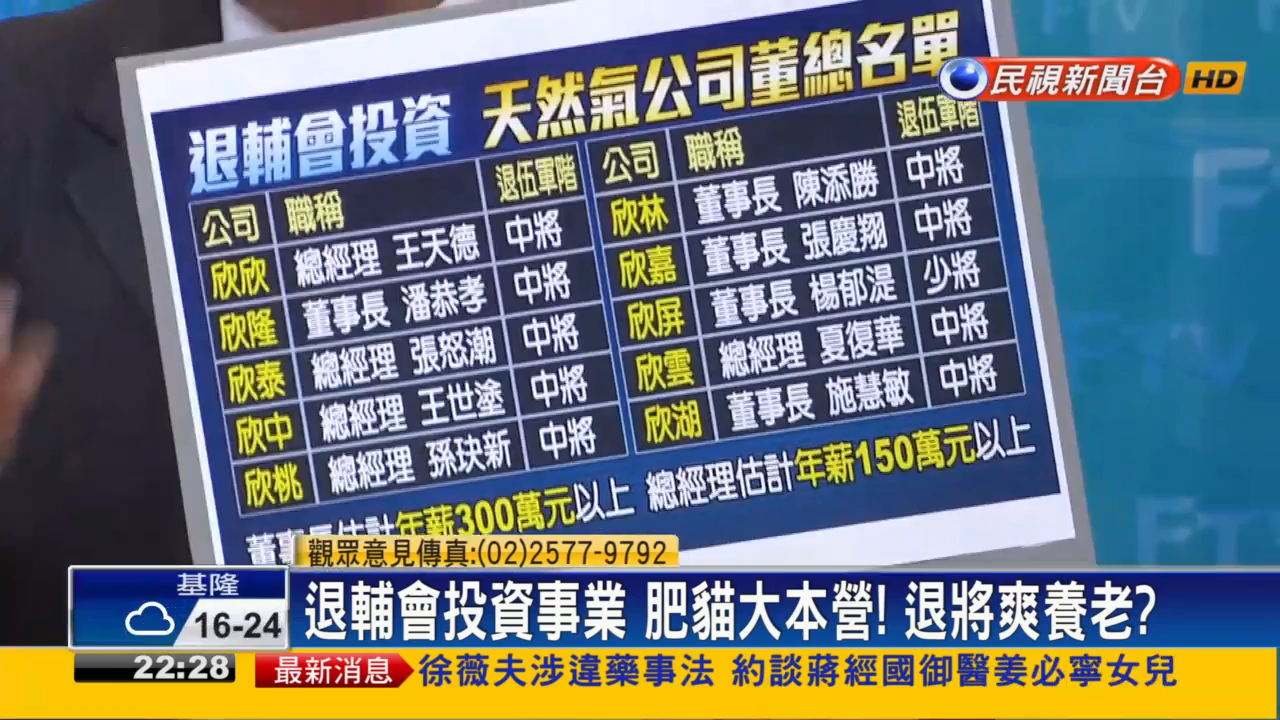 民視新聞台 HD
退輔會投資 天然氣公司董總名單
公司 職稱 退伍軍階
欣欣 總經理 王天德 中將
欣隆 董事長 潘恭孝 中將
欣泰 總經理 張怒潮 中將
欣中 總經理 王世塗 中將
欣桃 總經理 孫玦新 中將
公司 職稱 退伍軍階
欣林 董事長 陳添勝 中將
欣嘉 董事長 張慶翔 中將
欣屏 董事長 楊郁湜 少將
欣雲 總經理 夏復華 中將
欣湖 董事長 施慧敏 中將
董事長估計年薪300萬元以上 總經理估計年薪150萬元以上
觀眾意見傳真:(02)2577-9792
基隆
16-24
退輔會投資事業 肥貓大本營! 退將爽養老?
22:28
最新消息 徐薇夫涉違藥事法 約談蔣經國御醫姜必寧女兒